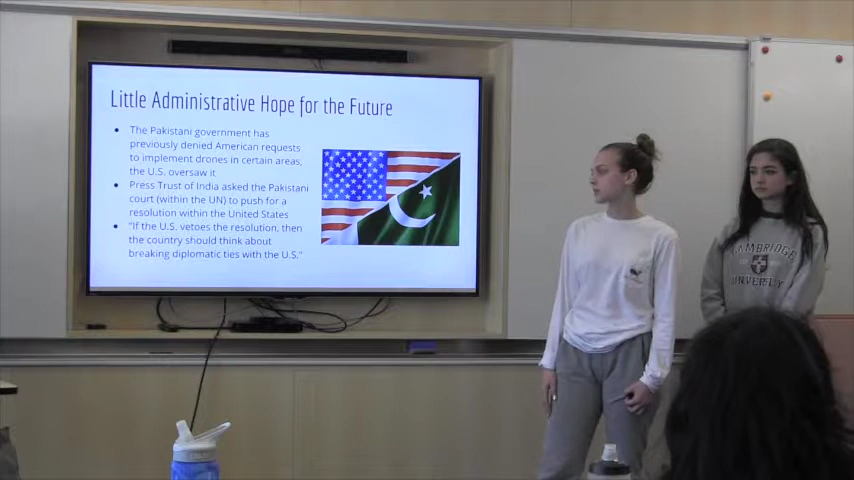 Little Administrative Hope for the Future
● The Pakistani government has
previously denied American requests
to implement drones in certain areas,
the U.S. oversaw it
● Press Trust of India asked the Pakistani
court (within the UN) to push for a
resolution within the United States
● "If the U.S. vetoes the resolution, then
the country should think about
breaking diplomatic ties with the U.S."
CAMBRIDGE
UNIVERSITY